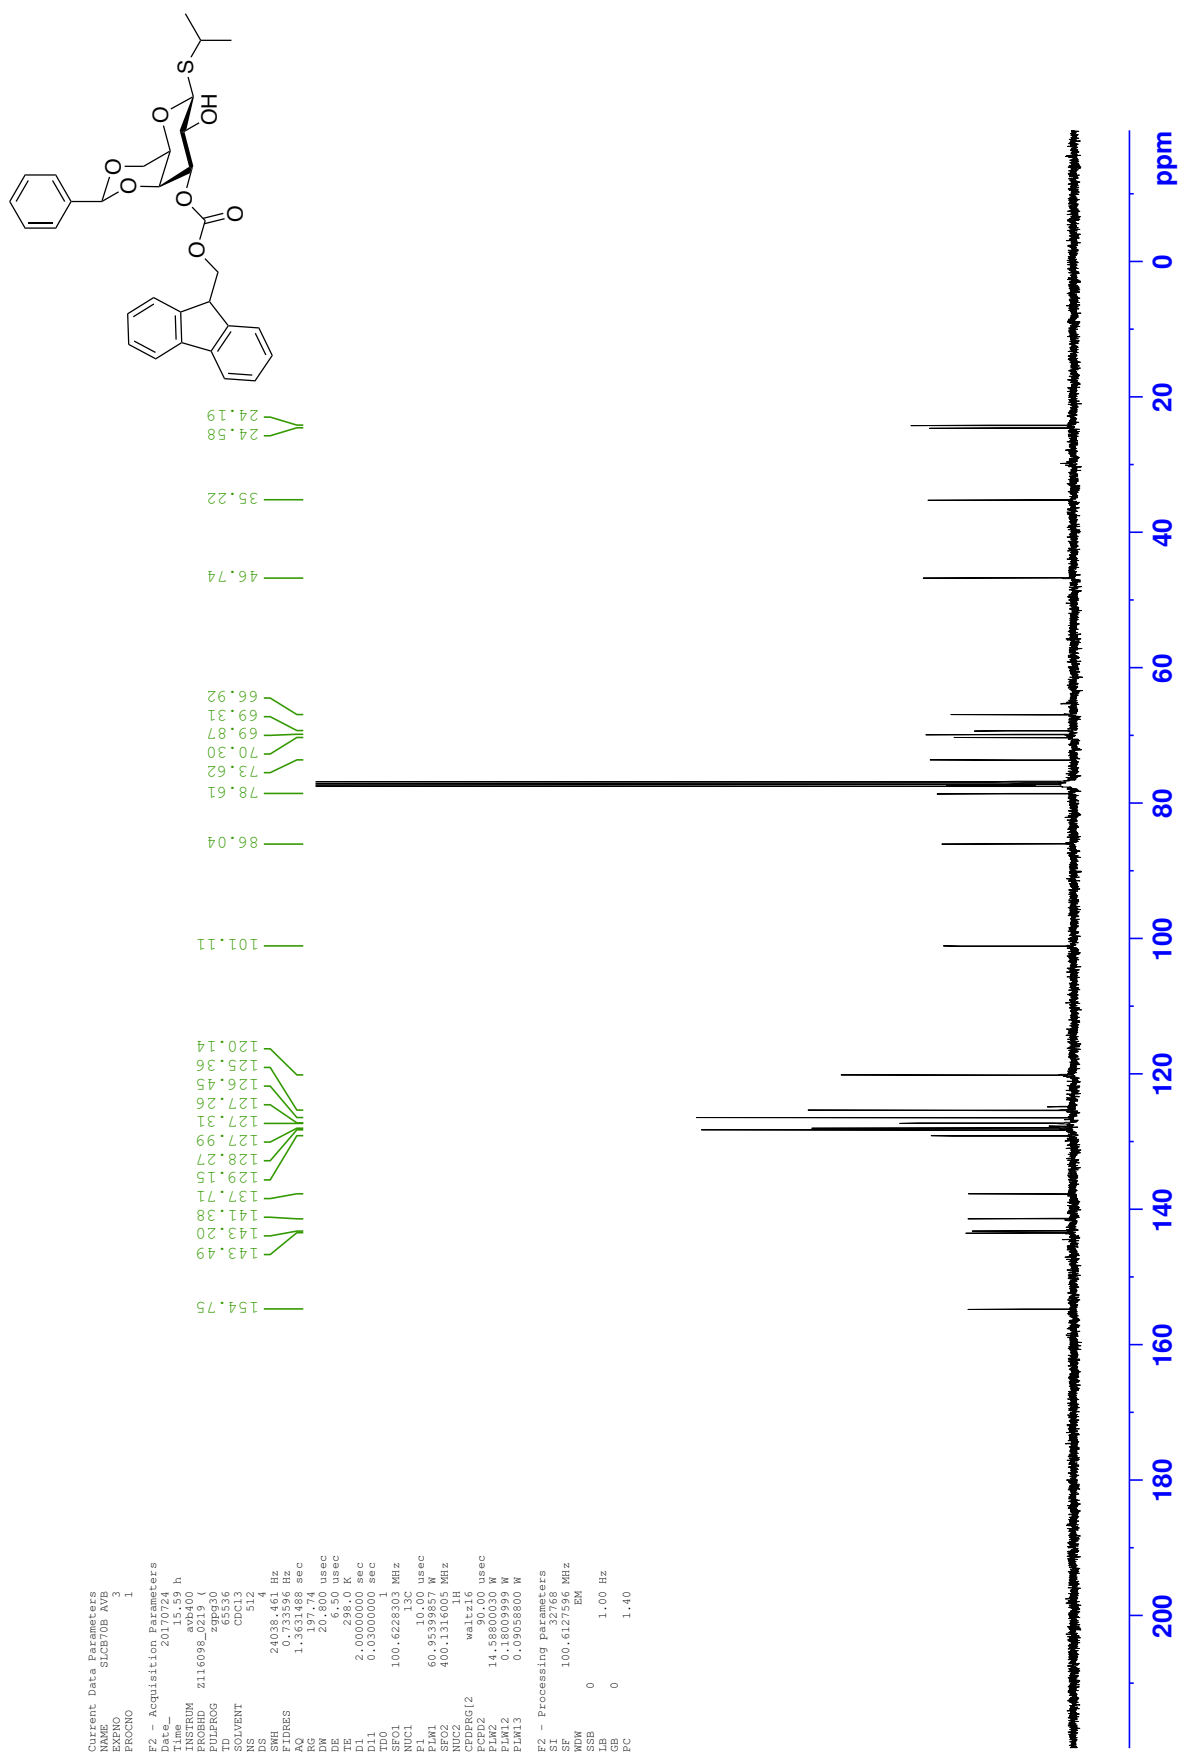 Current Data Parameters
NAME SLCB70B AVB
EXPNO 3
PROCNO 1
F2 - Acquisition Parameters
Date_ 20170724
Time 15.59 h
INSTRUM avb400
PROBHD Z116098_0219 (
PULPROG zgpg30
TD 65536
SOLVENT CDCl3
NS 512
DS 4
SWH 24038.461 Hz
FIDRES 0.733596 Hz
AQ 1.3631488 sec
RG 197.74
DW 20.800 usec
DE 6.50 usec
TE 298.0 K
D1 2.00000000 sec
D11 0.03000000 sec
TD0 1
SFO1 100.6228303 MHz
NUC1 13C
P1 10.00 usec
PLW1 60.95399857 W
SFO2 400.1316005 MHz
NUC2 1H
CPDPRG[2 waltz16
PCPD2 90.00 usec
PLW2 14.58800030 W
PLW12 0.18009999 W
PLW13 0.09058800 W
F2 - Processing parameters
SI 32768
SF 100.6127596 MHz
WDW EM
SSB 0
LB 1.00 Hz
GB 0
PC 1.40
154.75
143.49
143.20
141.38
137.71
129.15
128.27
127.99
127.31
127.26
126.45
125.36
120.14
101.11
86.04
78.61
73.62
70.30
69.87
69.31
66.92
46.74
35.22
24.58
24.19
O
O
O
O
O
O
OH
S
200 180 160 140 120 100 80 60 40 20 0 ppm